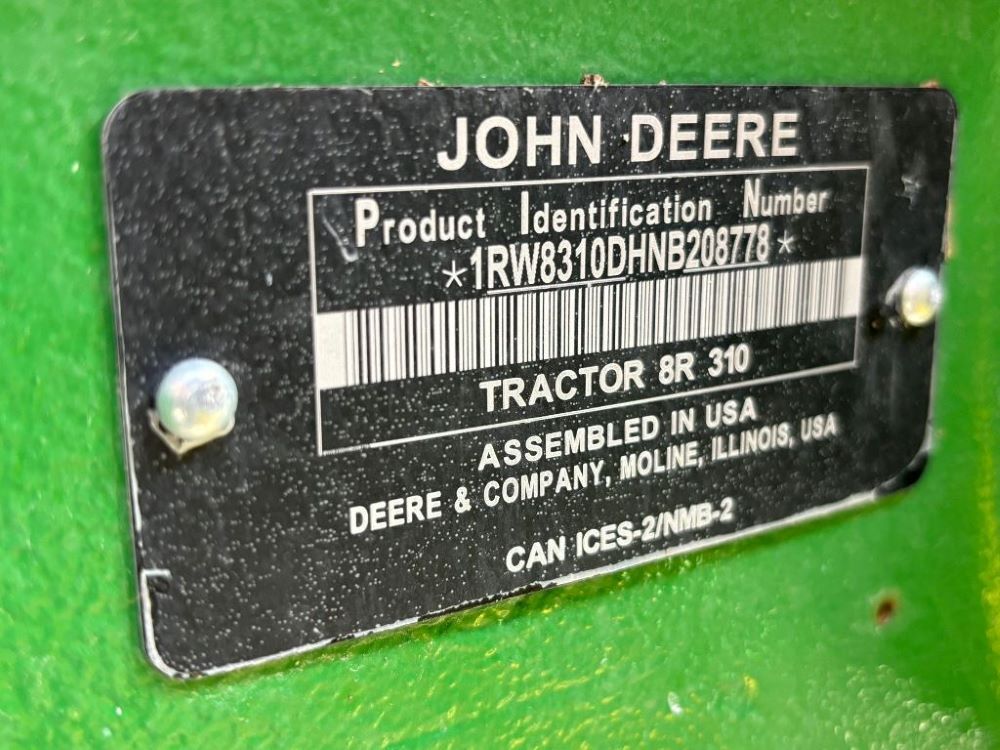 JOHN DEERE
Product Identification Number
*1RW8310DHNB208778*
TRACTOR 8R 310
ASSEMBLED IN USA
DEERE & COMPANY, MOLINE, ILLINOIS, USA
CAN ICES-2/NMB-2